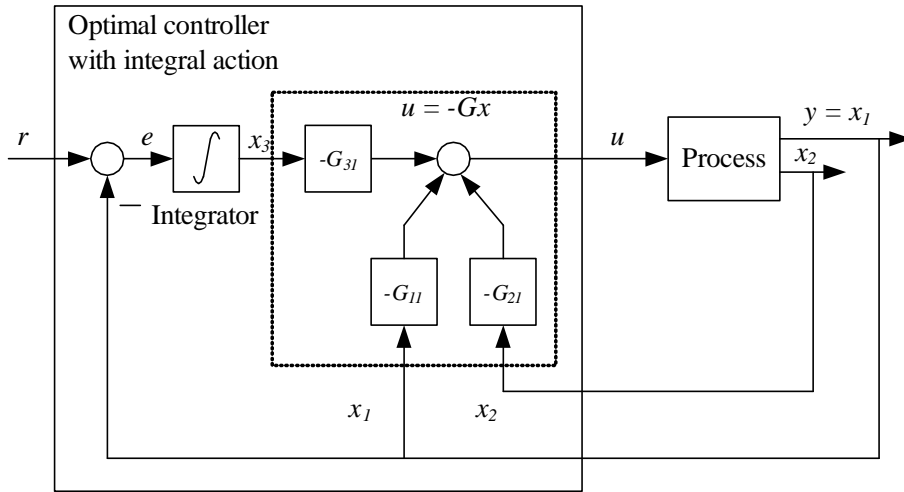 Optimal controller
with integral action
u = -Gx
y = x₁
r
e
x₃
-G₃₁
u
Process
x₂
−
Integrator
-G₁₁
-G₂₁
x₁
x₂